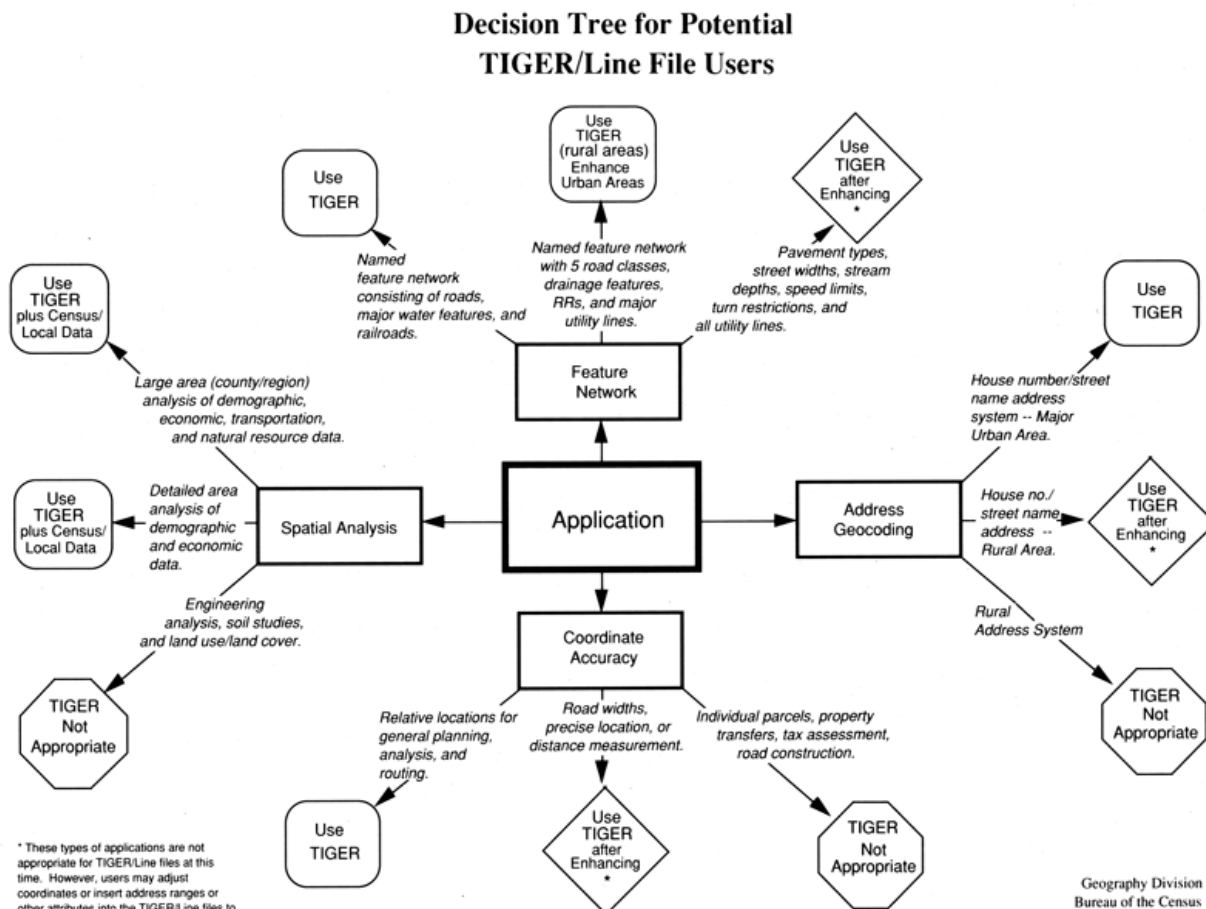 Decision Tree for Potential
TIGER/Line File Users
Use
TIGER
Use
TIGER
(rural areas)
Enhance
Urban Areas
Use
TIGER
after
Enhancing
*
Named
feature network
consisting of roads,
major water features, and
railroads.
Named feature network
with 5 road classes,
drainage features,
RRs, and major
utility lines.
Pavement types,
street widths, stream
depths, speed limits,
turn restrictions, and
all utility lines.
Feature
Network
Use
TIGER
plus Census/
Local Data
Large area (county/region)
analysis of demographic,
economic, transportation,
and natural resource data.
Use
TIGER
plus Census/
Local Data
Detailed area
analysis of
demographic
and economic
data.
Spatial Analysis
Engineering
analysis, soil studies,
and land use/land cover.
TIGER
Not
Appropriate
Application
Address
Geocoding
House number/street
name address
system -- Major
Urban Area.
Use
TIGER
House no./
street name
address --
Rural Area.
Use
TIGER
after
Enhancing
*
Rural
Address System
TIGER
Not
Appropriate
Coordinate
Accuracy
Relative locations for
general planning,
analysis, and
routing.
Road widths,
precise location, or
distance measurement.
Individual parcels, property
transfers, tax assessment,
road construction.
Use
TIGER
Use
TIGER
after
Enhancing
*
TIGER
Not
Appropriate
* These types of applications are not
appropriate for TIGER/Line files at this
time. However, users may adjust
coordinates or insert address ranges or
other attributes into the TIGER/Line files to
Geography Division
Bureau of the Census